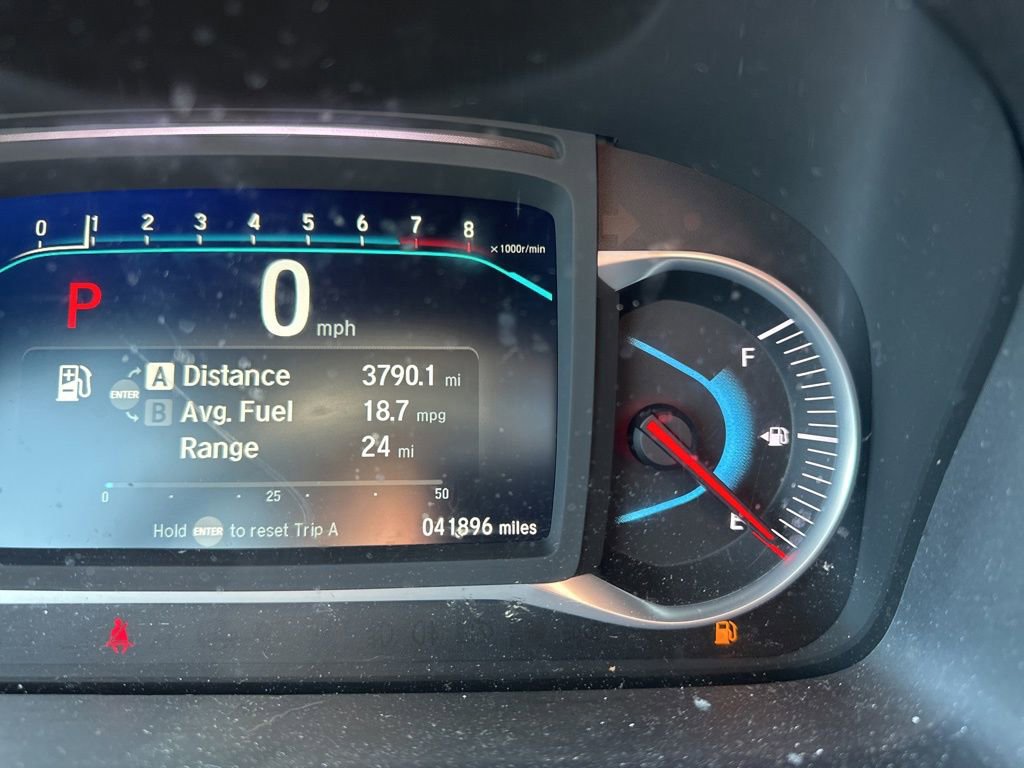 0 1 2 3 4 5 6 7 8 ×1000r/min
P
0 mph
A Distance 3790.1 mi
ENTER
B Avg. Fuel 18.7 mpg
Range 24 mi
0 25 50
Hold ENTER to reset Trip A
041896 miles
F
E